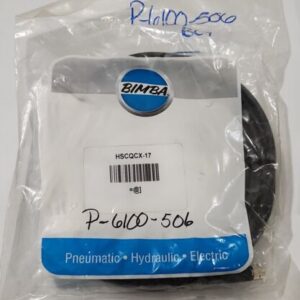 P-6100-506
BIMBA
HSCQCX-17
P-6100-506
Pneumatic • Hydraulic • Electric